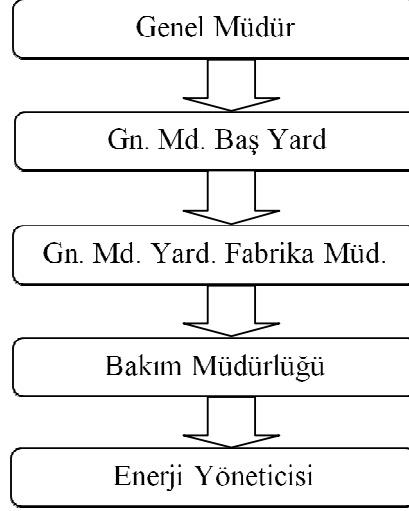 Genel Müdür
Gn. Md. Baş Yard
Gn. Md. Yard. Fabrika Müd.
Bakım Müdürlüğü
Enerji Yöneticisi